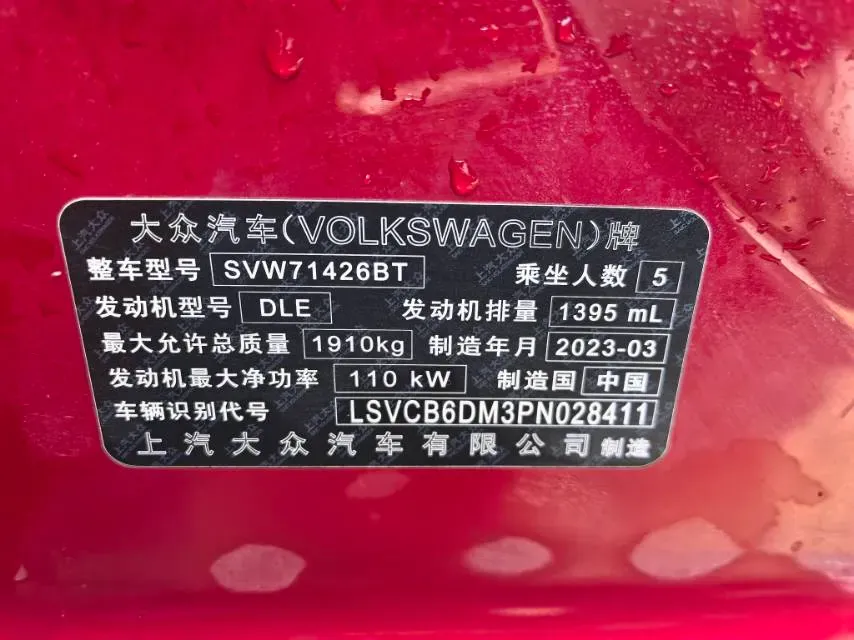 大众汽车(VOLKSWAGEN)牌
整车型号 SVW71426BT 乘坐人数 5
发动机型号 DLE 发动机排量 1395 mL
最大允许总质量 1910kg 制造年月 2023-03
发动机最大净功率 110 kW 制造国 中国
车辆识别代号 LSVCB6DM3PN028411
上汽大众汽车有限公司 制造